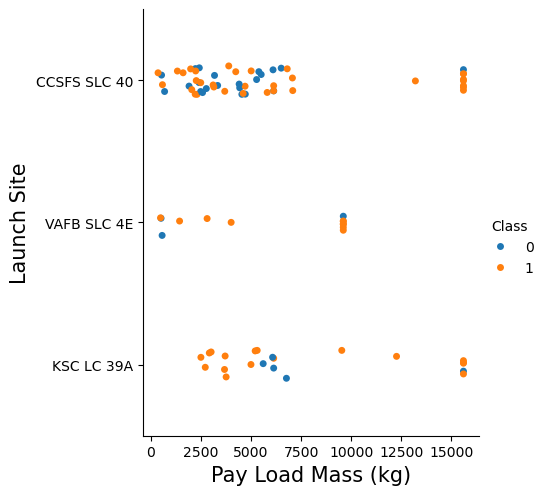 CCSFS SLC 40
VAFB SLC 4E
KSC LC 39A
Launch Site
0 2500 5000 7500 10000 12500 15000
Pay Load Mass (kg)
Class
0
1